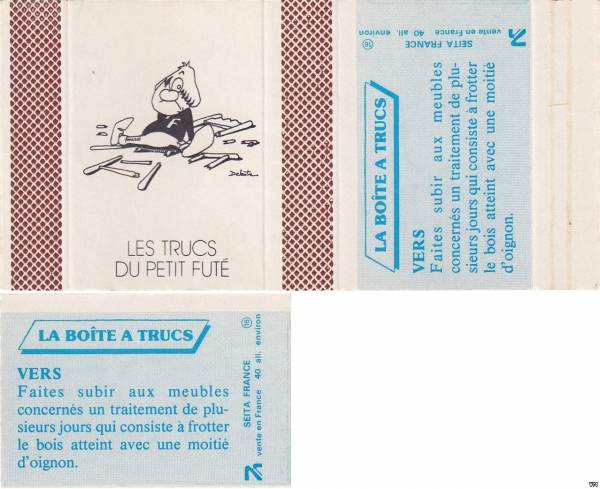 Delaître
LES TRUCS
DU PETIT FUTÉ
LA BOÎTE A TRUCS
VERS
Faites subir aux meubles
concernés un traitement de plu-
sieurs jours qui consiste à frotter
le bois atteint avec une moitié
d'oignon.
16
SEITA FRANCE
vente en France 40 all. environ
LA BOÎTE A TRUCS
VERS
Faites subir aux meubles
concernés un traitement de plu-
sieurs jours qui consiste à frotter
le bois atteint avec une moitié
d'oignon.
16
SEITA FRANCE
vente en France 40 all. environ